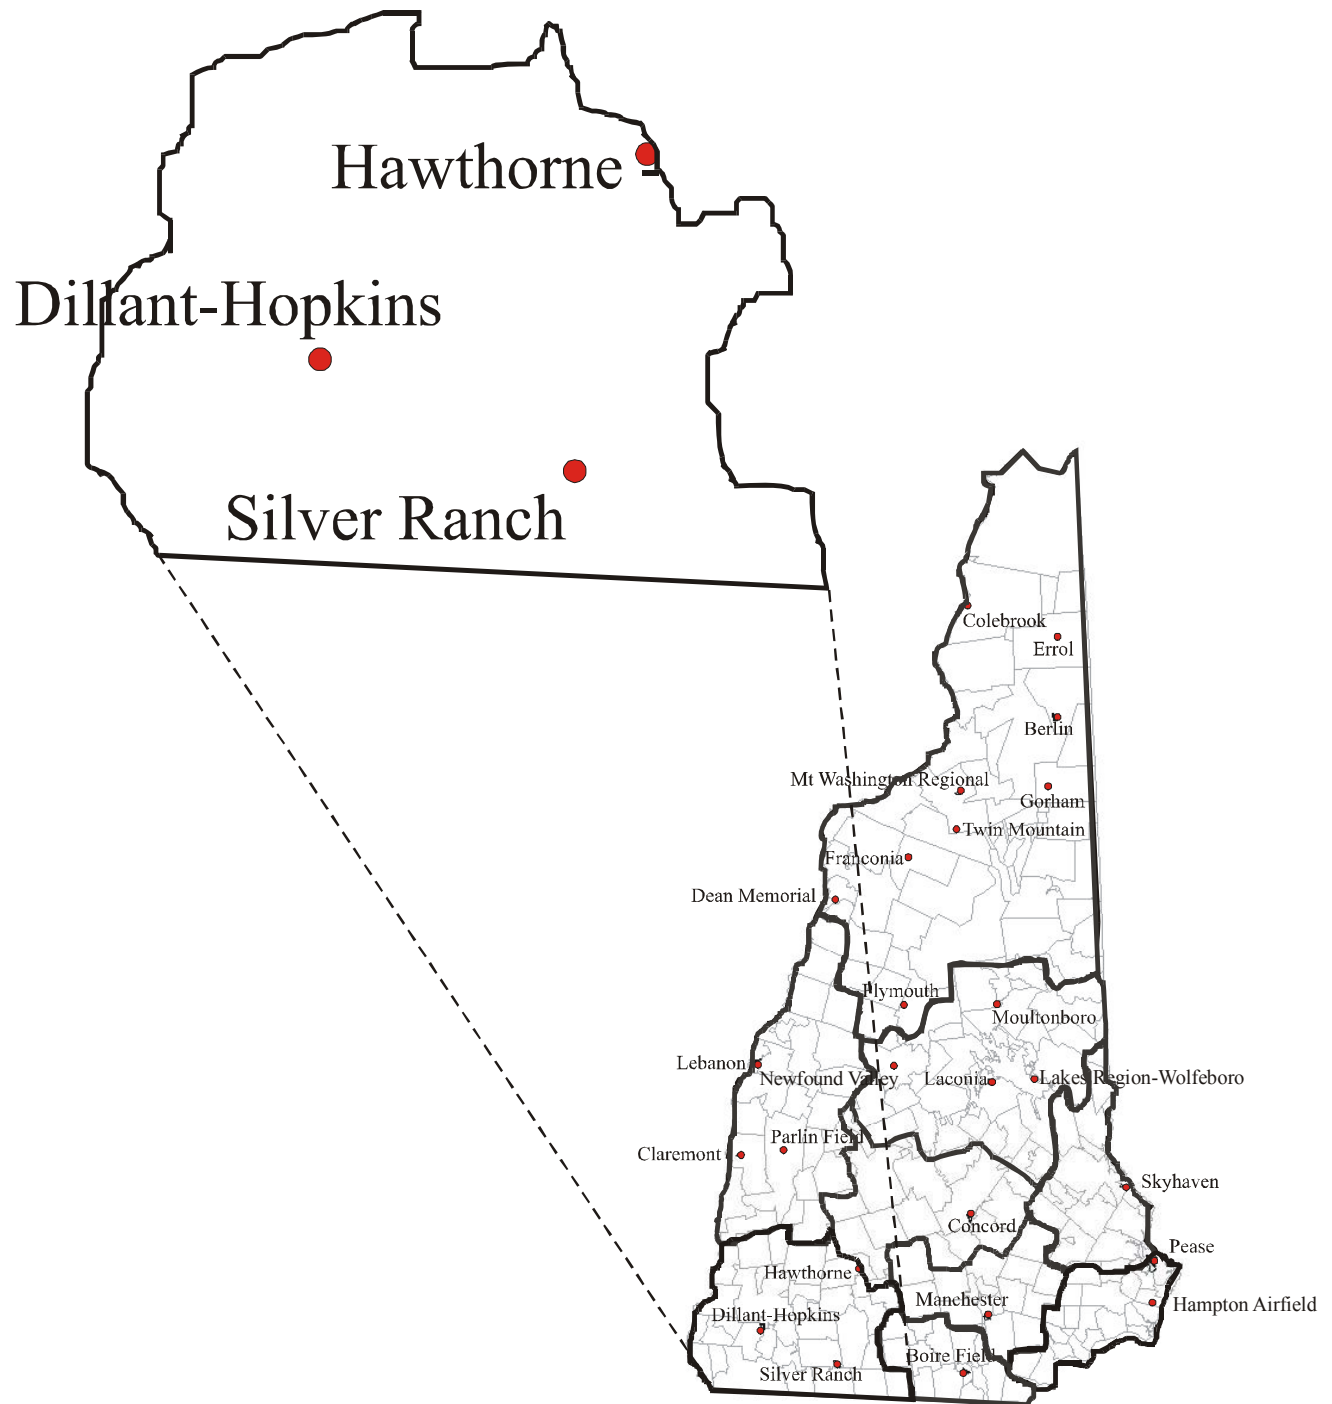 Hawthorne
Dillant-Hopkins
Silver Ranch
Colebrook
Errol
Berlin
Mt Washington Regional
Gorham
Twin Mountain
Franconia
Dean Memorial
Plymouth
Moultonboro
Lebanon
Newfound Valley
Laconia
Lakes Region-Wolfeboro
Parlin Field
Claremont
Skyhaven
Concord
Pease
Hawthorne
Manchester
Hampton Airfield
Dillant-Hopkins
Boire Field
Silver Ranch